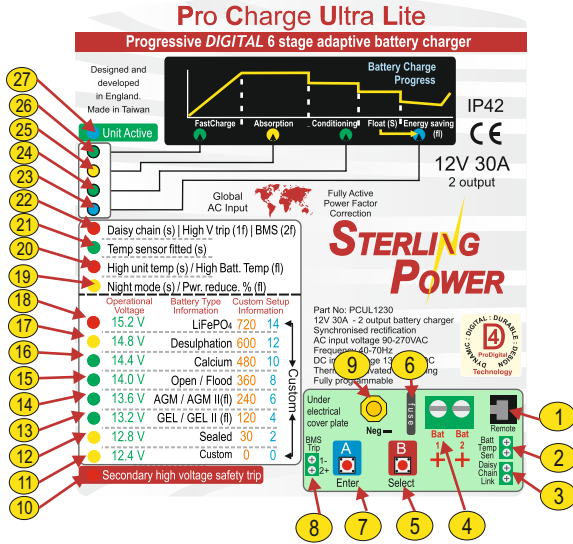 Pro Charge Ultra Lite
Progressive DIGITAL 6 stage adaptive battery charger
Designed and
developed
in England.
Made in Taiwan
Battery Charge
Progress
FastCharge Absorption Conditioning Float (S) Energy saving
(fl)
IP42
CE
12V 30A
2 output
27
26
25
24
23
22
21
20
19
18
17
16
15
14
13
12
11
10
Unit Active
Global
AC Input
Fully Active
Power Factor
Correction
Daisy chain (s) | High V trip (1f) | BMS (2f)
Temp sensor fitted (s)
High unit temp (s) / High Batt. Temp (fl)
Night mode (s) / Pwr. reduce. % (fl)
STERLING
POWER
Operational
Voltage
Battery Type
Information
Custom Setup
Information
15.2 V LiFePO4 720 14
14.8 V Desulphation 600 12
14.4 V Calcium 480 10
14.0 V Open / Flood 360 8
13.6 V AGM / AGM II(fl) 240 6
13.2 V GEL / GEL II (fl) 120 4
12.8 V Sealed 30 2
12.4 V Custom 0 0
Custom
Secondary high voltage safety trip
Part No: PCUL1230
12V 30A - 2 output battery charger
Synchronised rectification
AC input voltage 90-270VAC
Frequency 40-70Hz
DC in
ge 13
C
Therm
ivated
ing
Fully programmable
DYNAMIC : DIGITAL : DURABLE : DESIGN
D4
ProDigital
Technology
9
6
Under
electrical
cover plate
Neg
fuse
Bat
1
Bat
2
Remote
1
BMS
Trip
1-
2+
A
Enter
B
Select
Batt
Temp
Sen
2
Daisy
Chain
Link
3
8
7
5
4